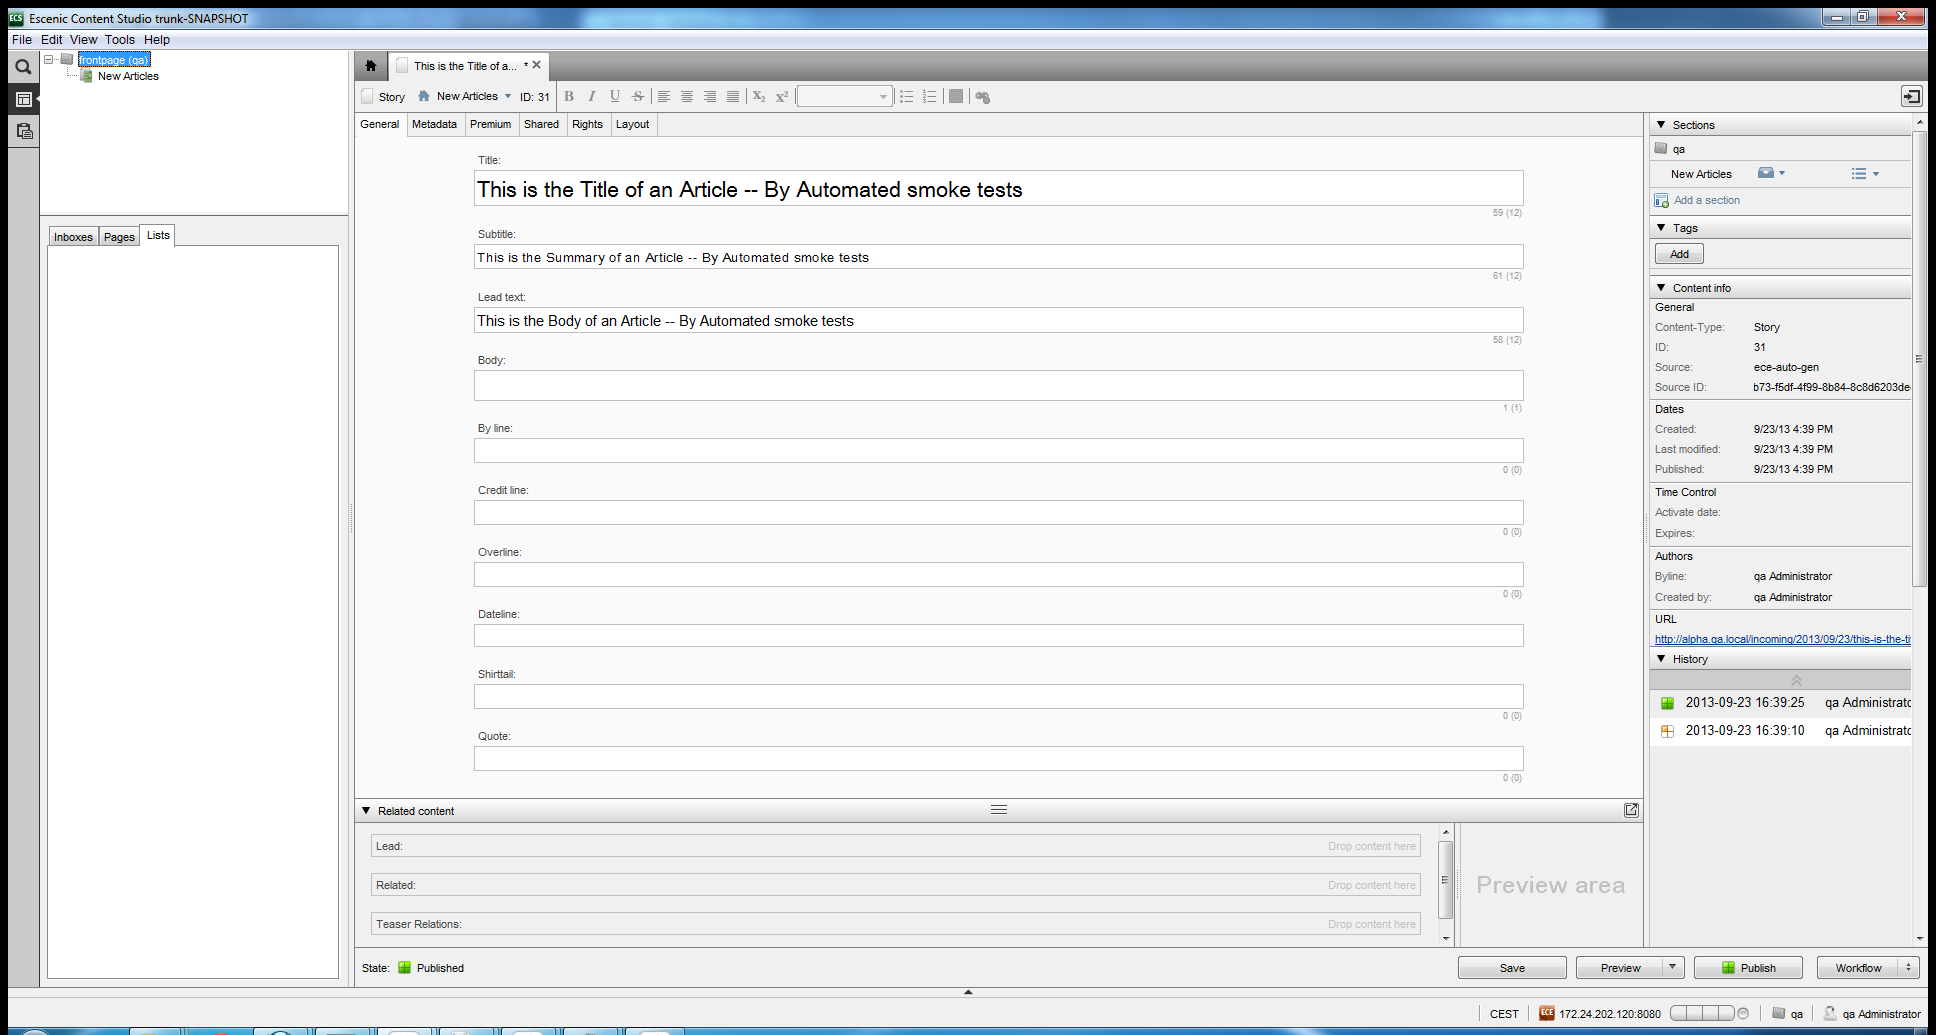 Escenic Content Studio trunk-SNAPSHOT
File Edit View Tools Help
frontpage (qa)
New Articles
Inboxes Pages Lists
This is the Title of a... *
Story New Articles ID: 31 B I U S X2 X2
General Metadata Premium Shared Rights Layout
Title:
This is the Title of an Article -- By Automated smoke tests
59 (12)
Subtitle:
This is the Summary of an Article -- By Automated smoke tests
61 (12)
Lead text:
This is the Body of an Article -- By Automated smoke tests
58 (12)
Body:
1 (1)
By line:
0 (0)
Credit line:
0 (0)
Overline:
0 (0)
Dateline:
Shirttail:
0 (0)
Quote:
0 (0)
Related content
Lead: Drop content here
Related: Drop content here
Teaser Relations: Drop content here
Preview area
Sections
qa
New Articles
Add a section
Tags
Add
Content info
General
Content-Type: Story
ID: 31
Source: ece-auto-gen
Source ID: b73-f5df-4f99-8b84-8c8d6203de
Dates
Created: 9/23/13 4:39 PM
Last modified: 9/23/13 4:39 PM
Published: 9/23/13 4:39 PM
Time Control
Activate date:
Expires:
Authors
Byline: qa Administrator
Created by: qa Administrator
URL
http://alpha.qa.local/incoming/2013/09/23/this-is-the-ti
History
2013-09-23 16:39:25 qa Administratc
2013-09-23 16:39:10 qa Administratc
State: Published
Save Preview Publish Workflow
CEST ECE 172.24.202.120:8080 qa qa Administrator